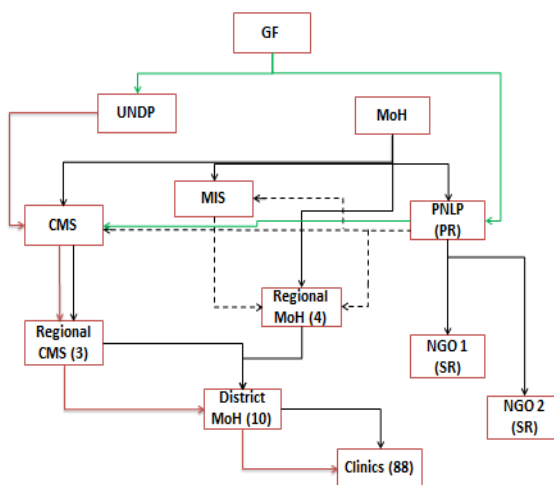 GF
UNDP
MoH
MIS
CMS
PNLP
(PR)
Regional
MoH (4)
Regional
CMS (3)
NGO 1
(SR)
District
MoH (10)
NGO 2
(SR)
Clinics (88)